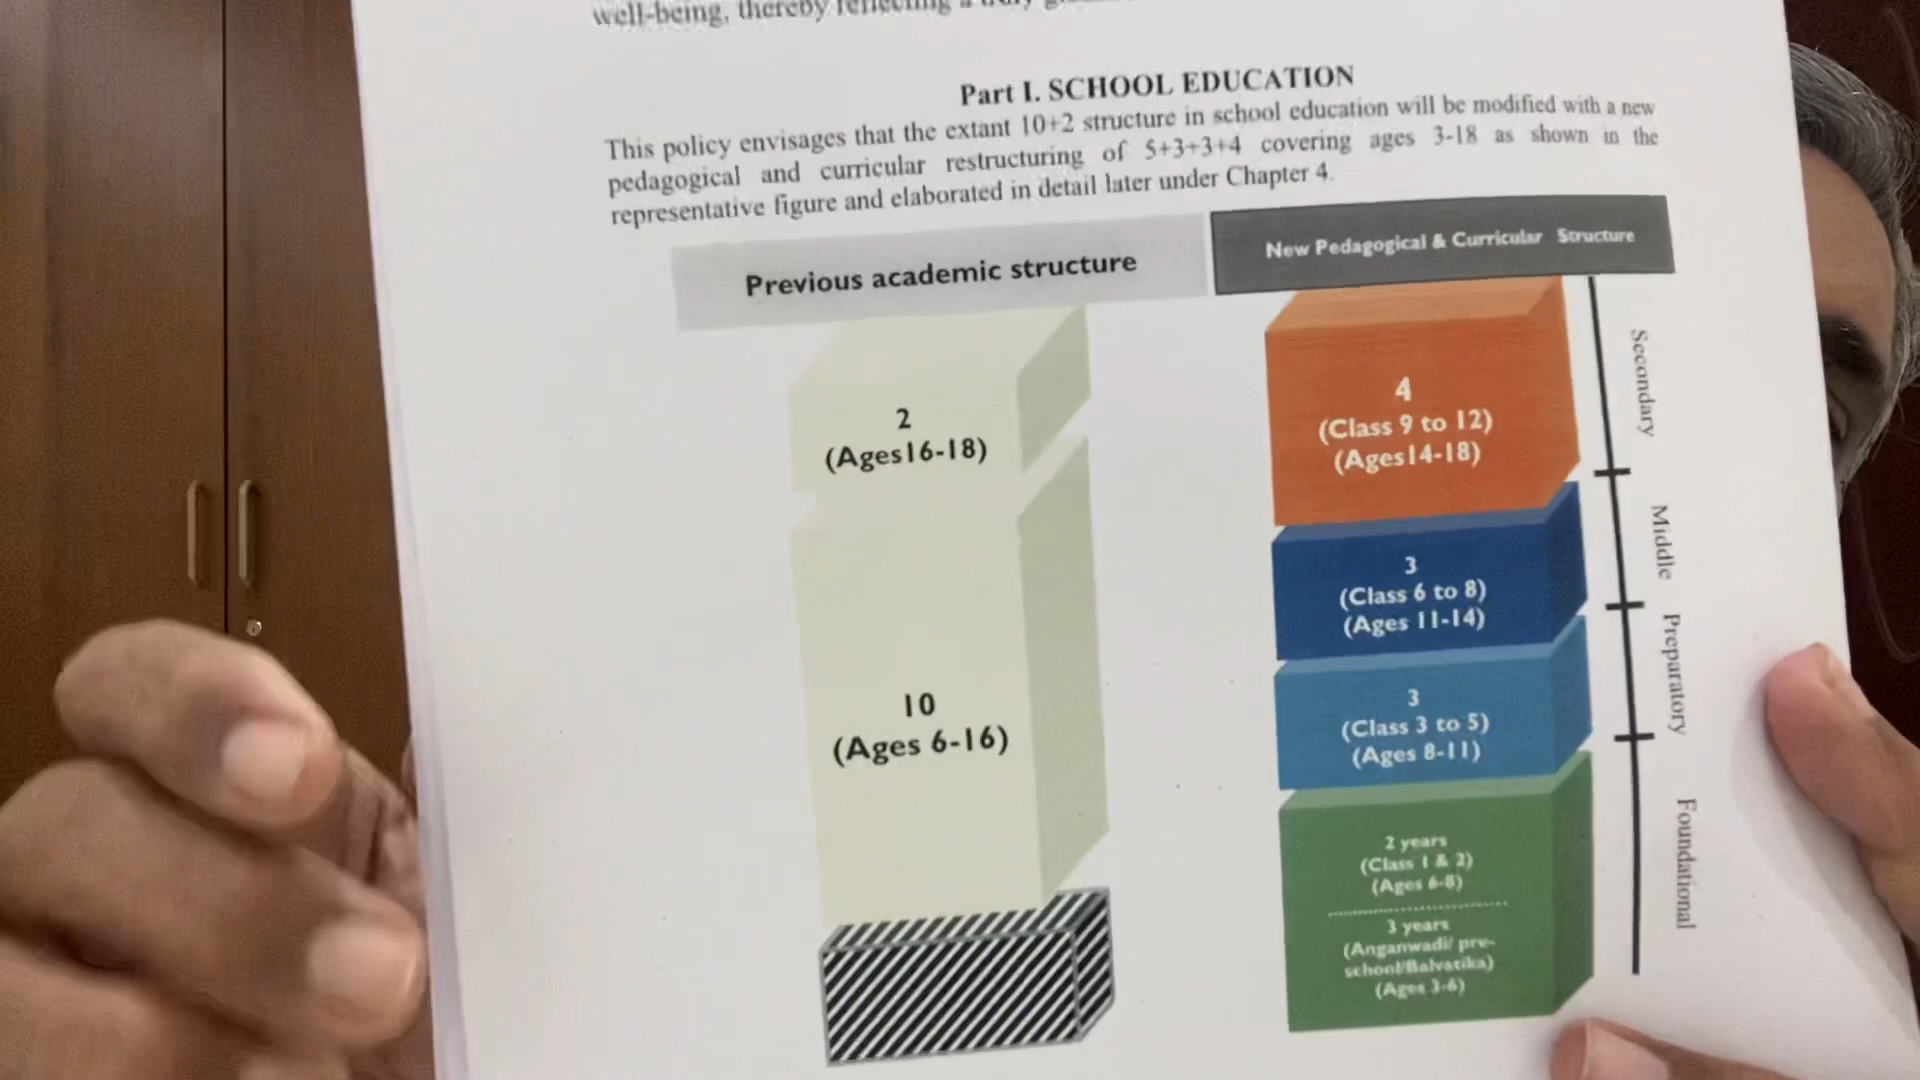 well-being, thereby reflecting a truly
Part I. SCHOOL EDUCATION
This policy envisages that the extant 10+2 structure in school education will be modified with a new
pedagogical and curricular restructuring of 5+3+3+4 covering ages 3-18 as shown in the
representative figure and elaborated in detail later under Chapter 4.
Previous academic structure
New Pedagogical & Curricular Structure
2
(Ages16-18)
10
(Ages 6-16)
4
(Class 9 to 12)
(Ages14-18)
Secondary
3
(Class 6 to 8)
(Ages 11-14)
Middle
3
(Class 3 to 5)
(Ages 8-11)
Preparatory
2 years
(Class 1 & 2)
(Ages 6-8)
3 years
(Anganwadi/ pre-
school/Balvatika)
(Ages 3-6)
Foundational